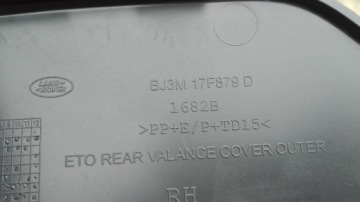 LAND
ROVER
BJ3M 17F879 D
1682B
>PP+E/P+TD15<
ETO REAR VALANCE COVER OUTER
RH